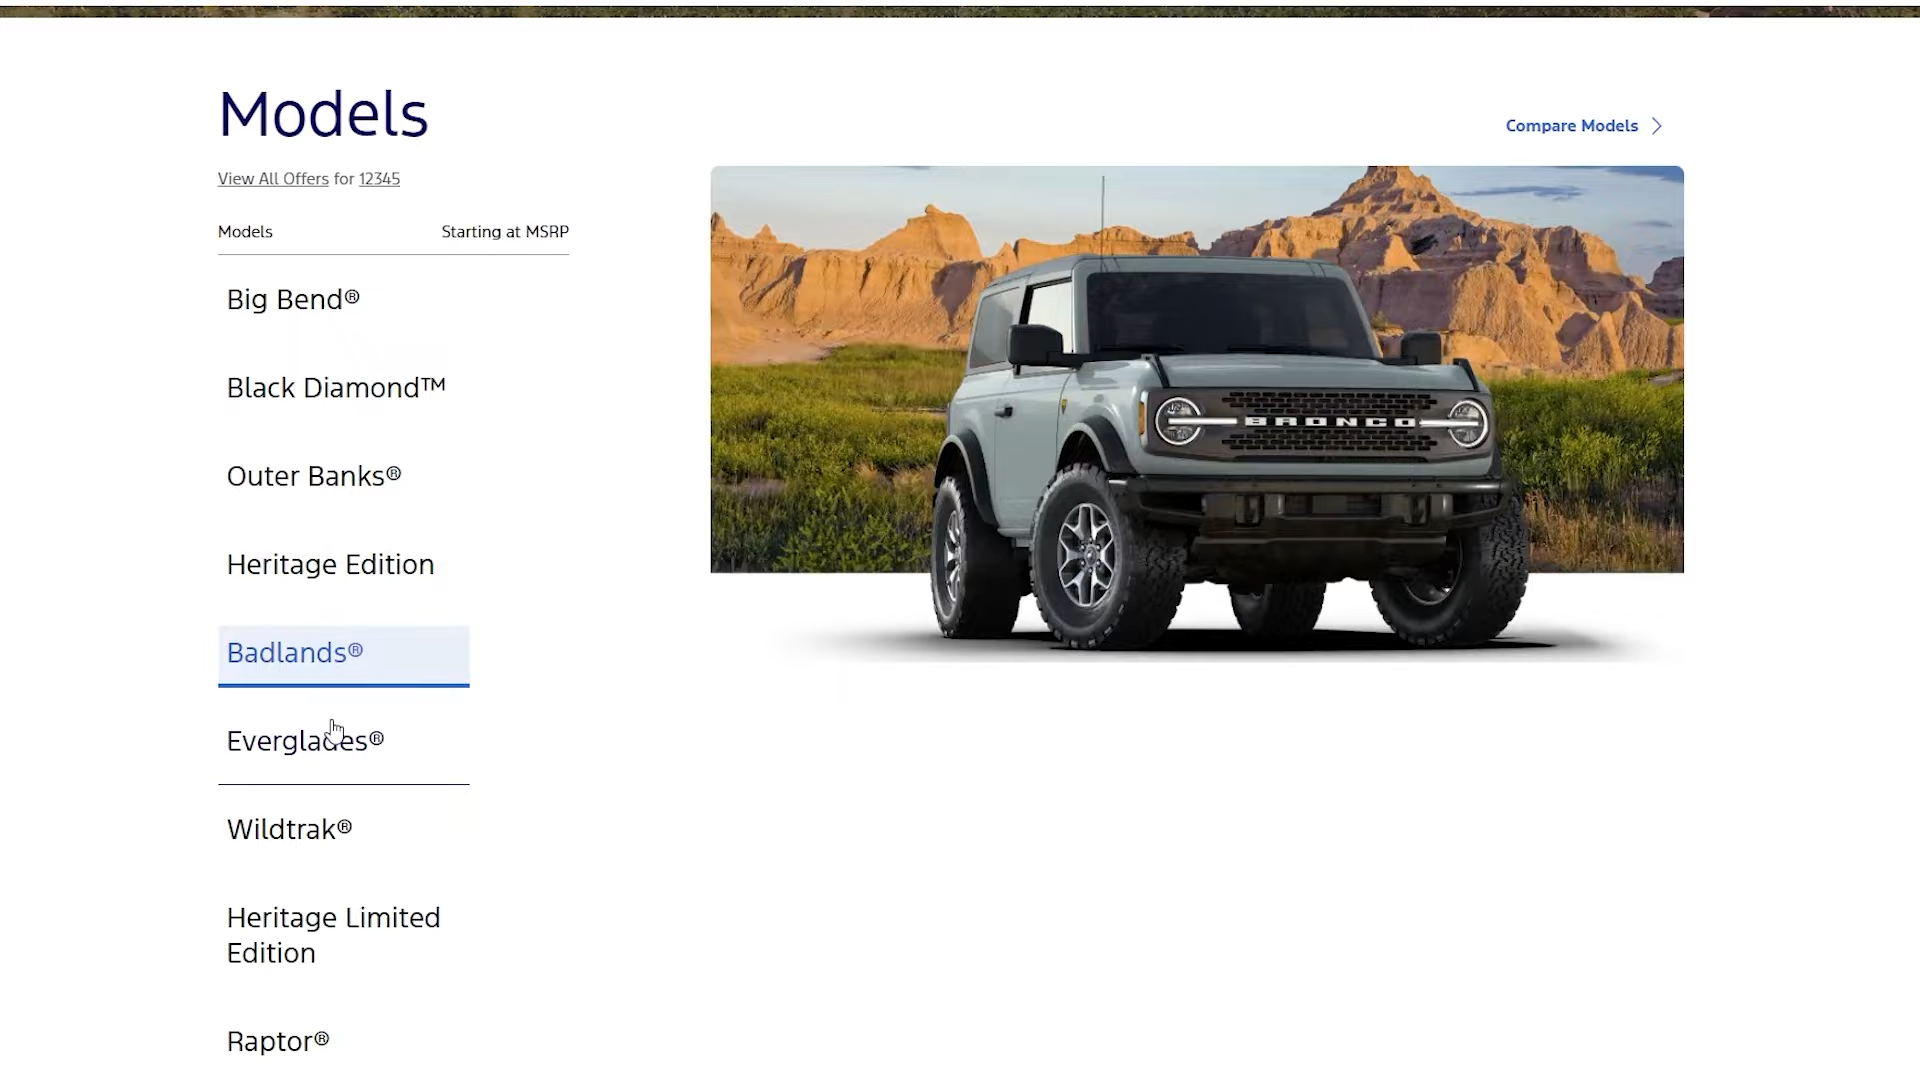 Models
Compare Models
View All Offers for 12345
Models Starting at MSRP
Big Bend®
Black Diamond™
Outer Banks®
Heritage Edition
Badlands®
Everglades®
Wildtrak®
Heritage Limited
Edition
Raptor®
BRONCO